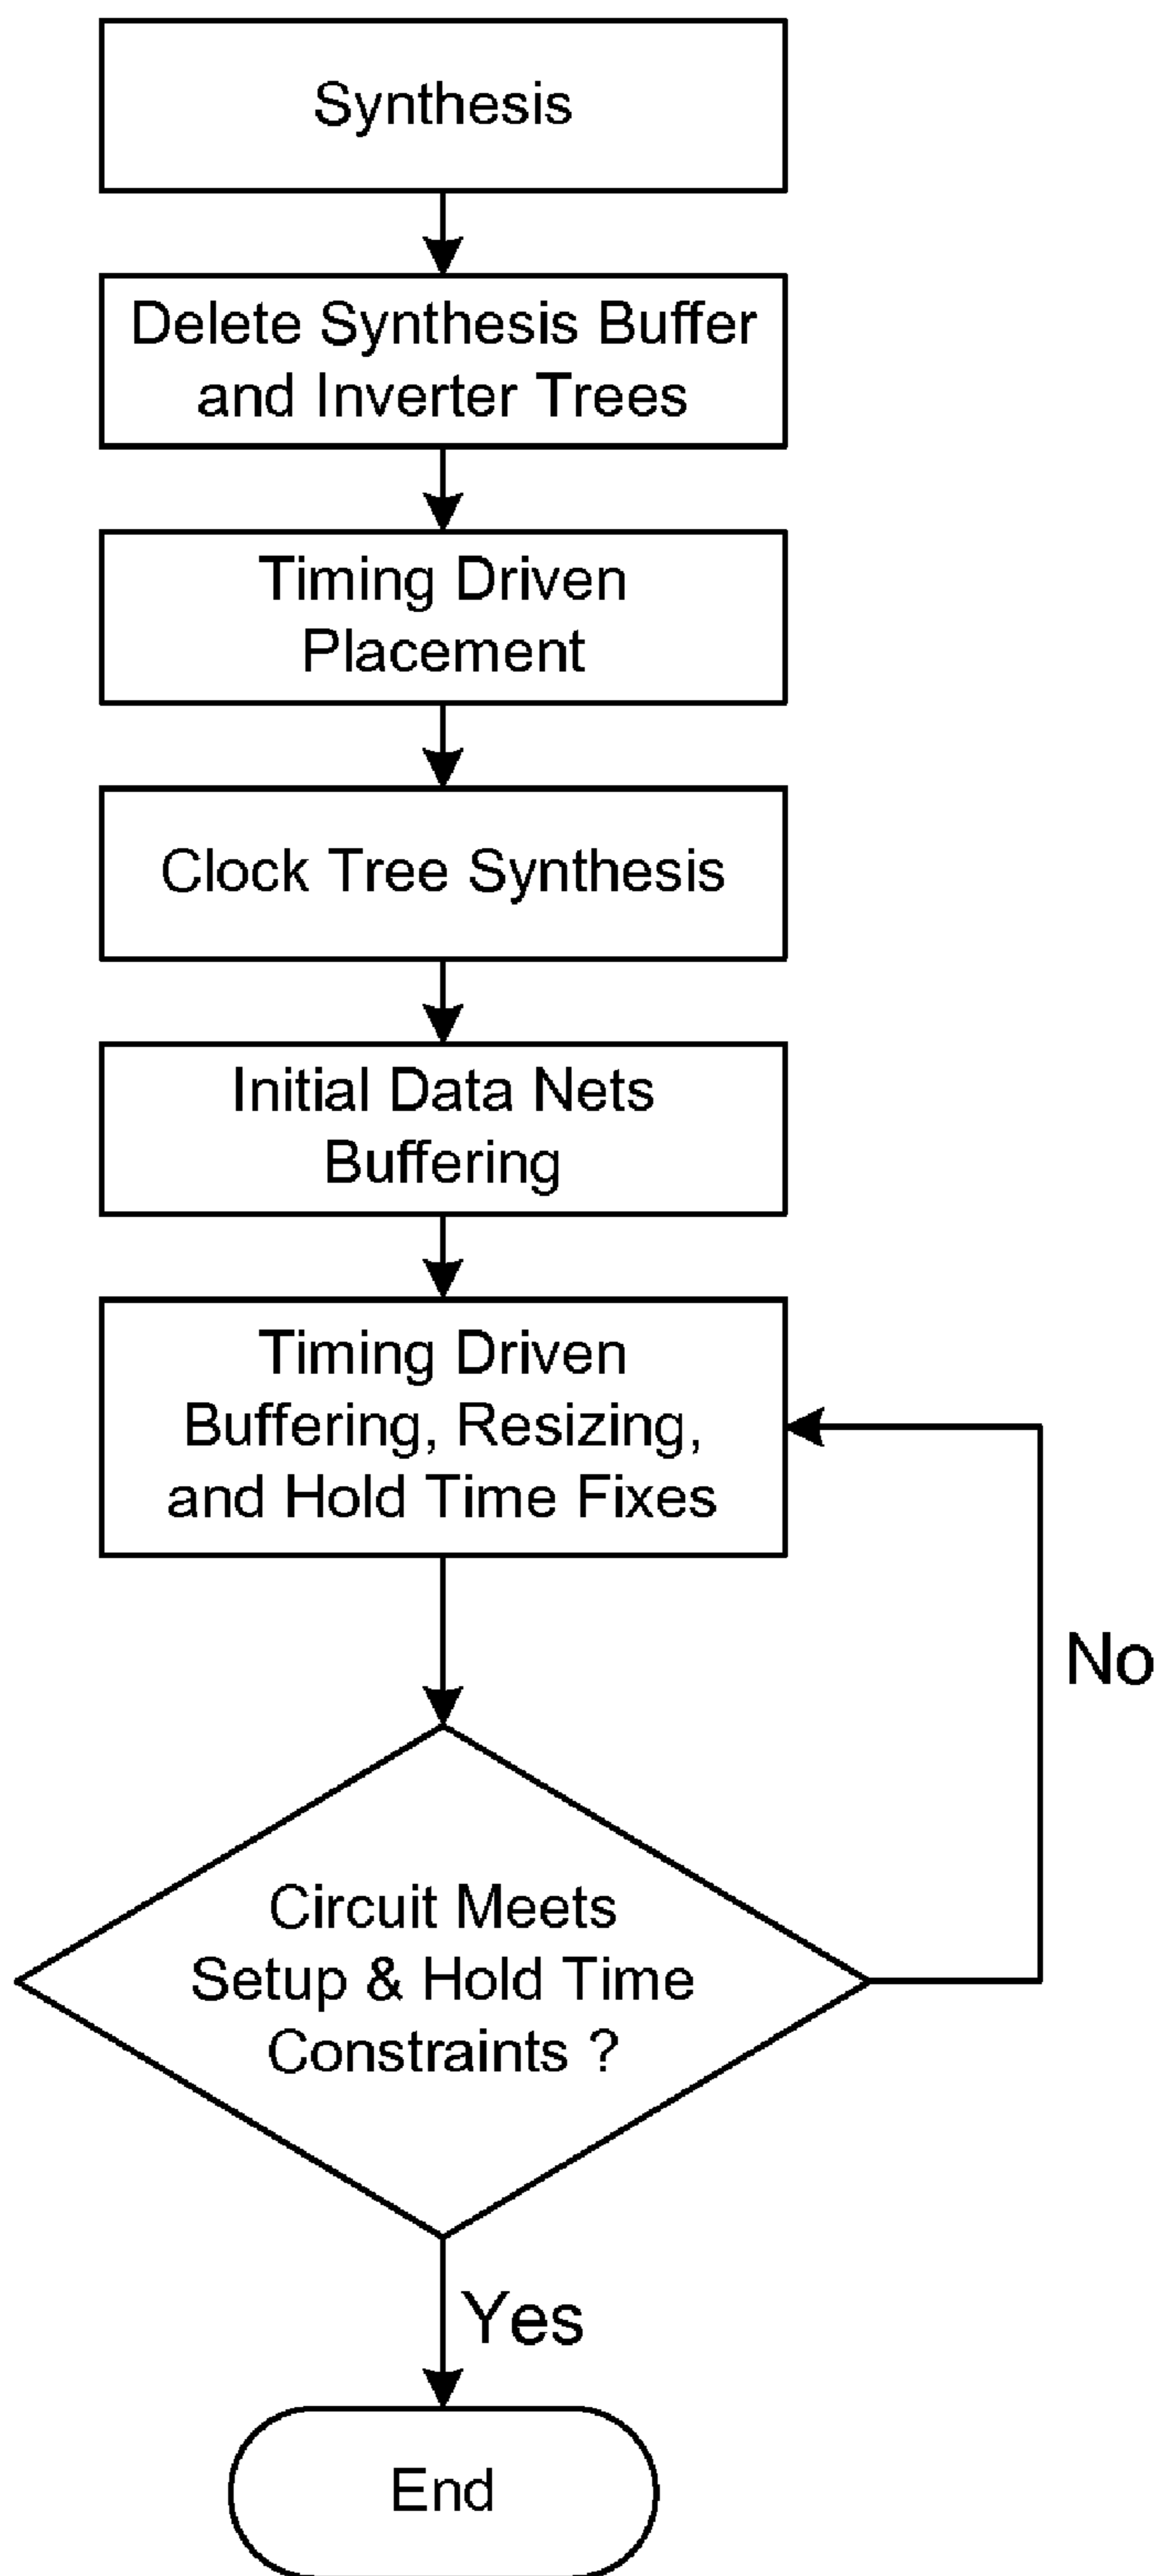 Synthesis
Delete Synthesis Buffer
and Inverter Trees
Timing Driven
Placement
Clock Tree Synthesis
Initial Data Nets
Buffering
Timing Driven
Buffering, Resizing,
and Hold Time Fixes
No
Circuit Meets
Setup & Hold Time
Constraints ?
Yes
End